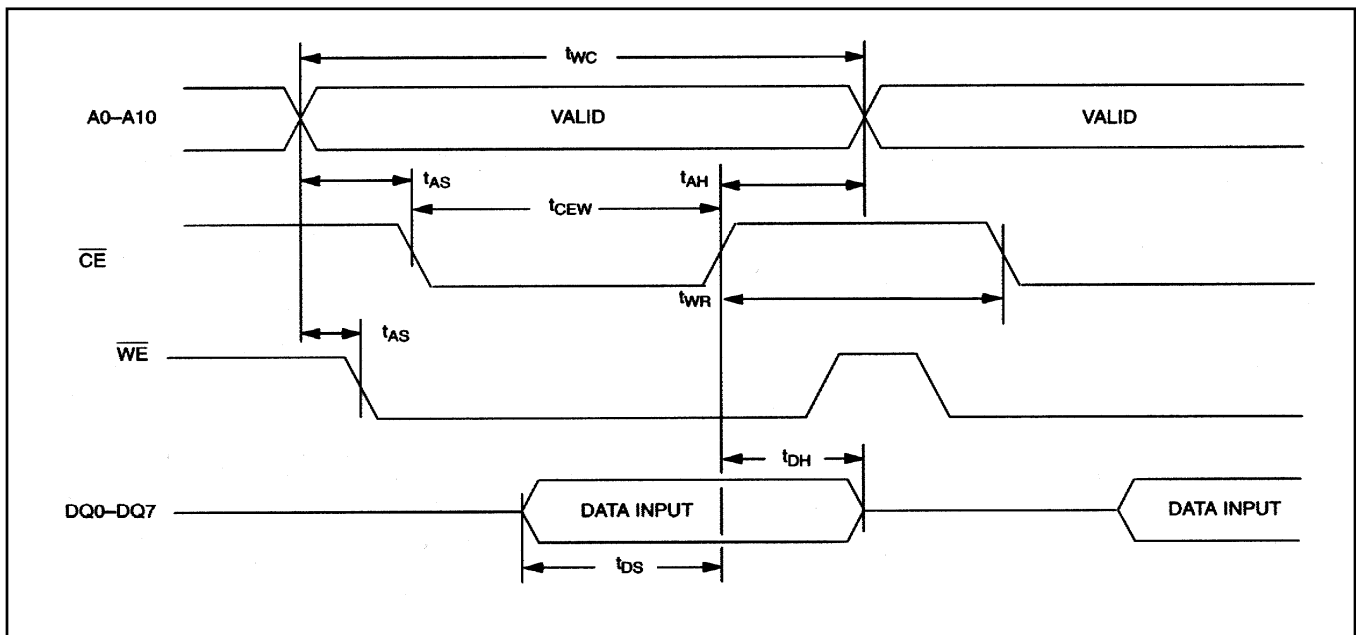 tWC
A0–A10
VALID
VALID
tAS
tAH
tCEW
CE
tWR
tAS
WE
tDH
DQ0–DQ7
DATA INPUT
DATA INPUT
tDS